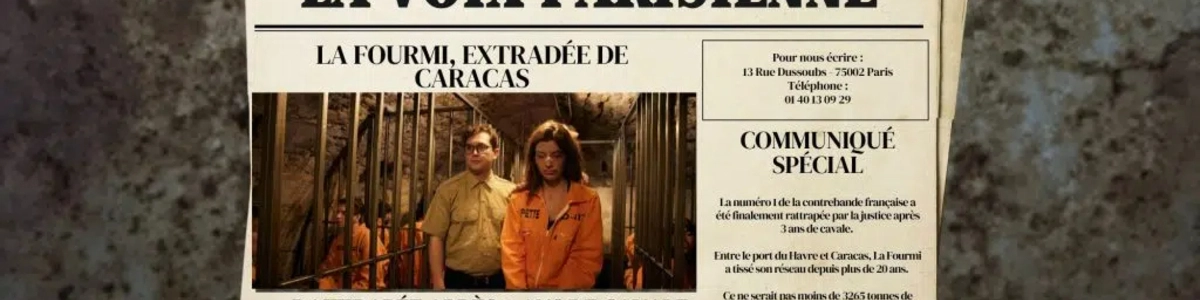 LA VOIX PARISIENNE
LA FOURMI, EXTRADÉE DE
CARACAS
Pour nous écrire :
13 Rue Dussoubs - 75002 Paris
Téléphone :
01 40 13 09 29
COMMUNIQUÉ
SPÉCIAL
La numéro 1 de la contrebande française a
été finalement rattrapée par la justice après
3 ans de cavale.
Entre le port du Havre et Caracas, La Fourmi
a tissé son réseau depuis plus de 20 ans.
Ce ne serait pas moins de 3265 tonnes de